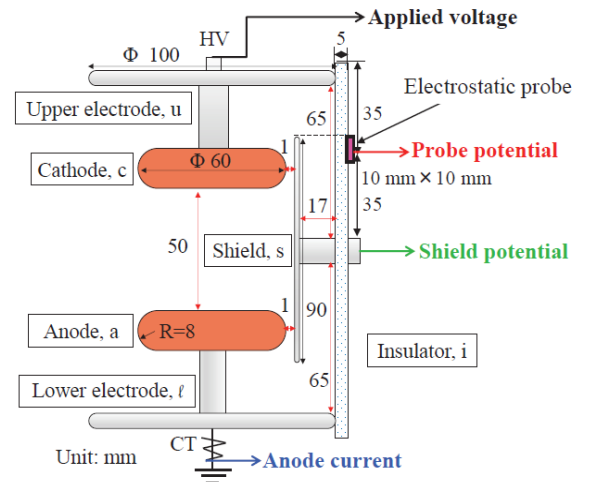 Applied voltage
HV
5
Φ 100
Electrostatic probe
Upper electrode, u
65
35
1
Probe potential
Cathode, c
Φ 60
10 mm × 10 mm
17
35
50
Shield, s
Shield potential
1
90
Anode, a
R=8
Insulator, i
65
Lower electrode, ℓ
CT
Unit: mm
Anode current